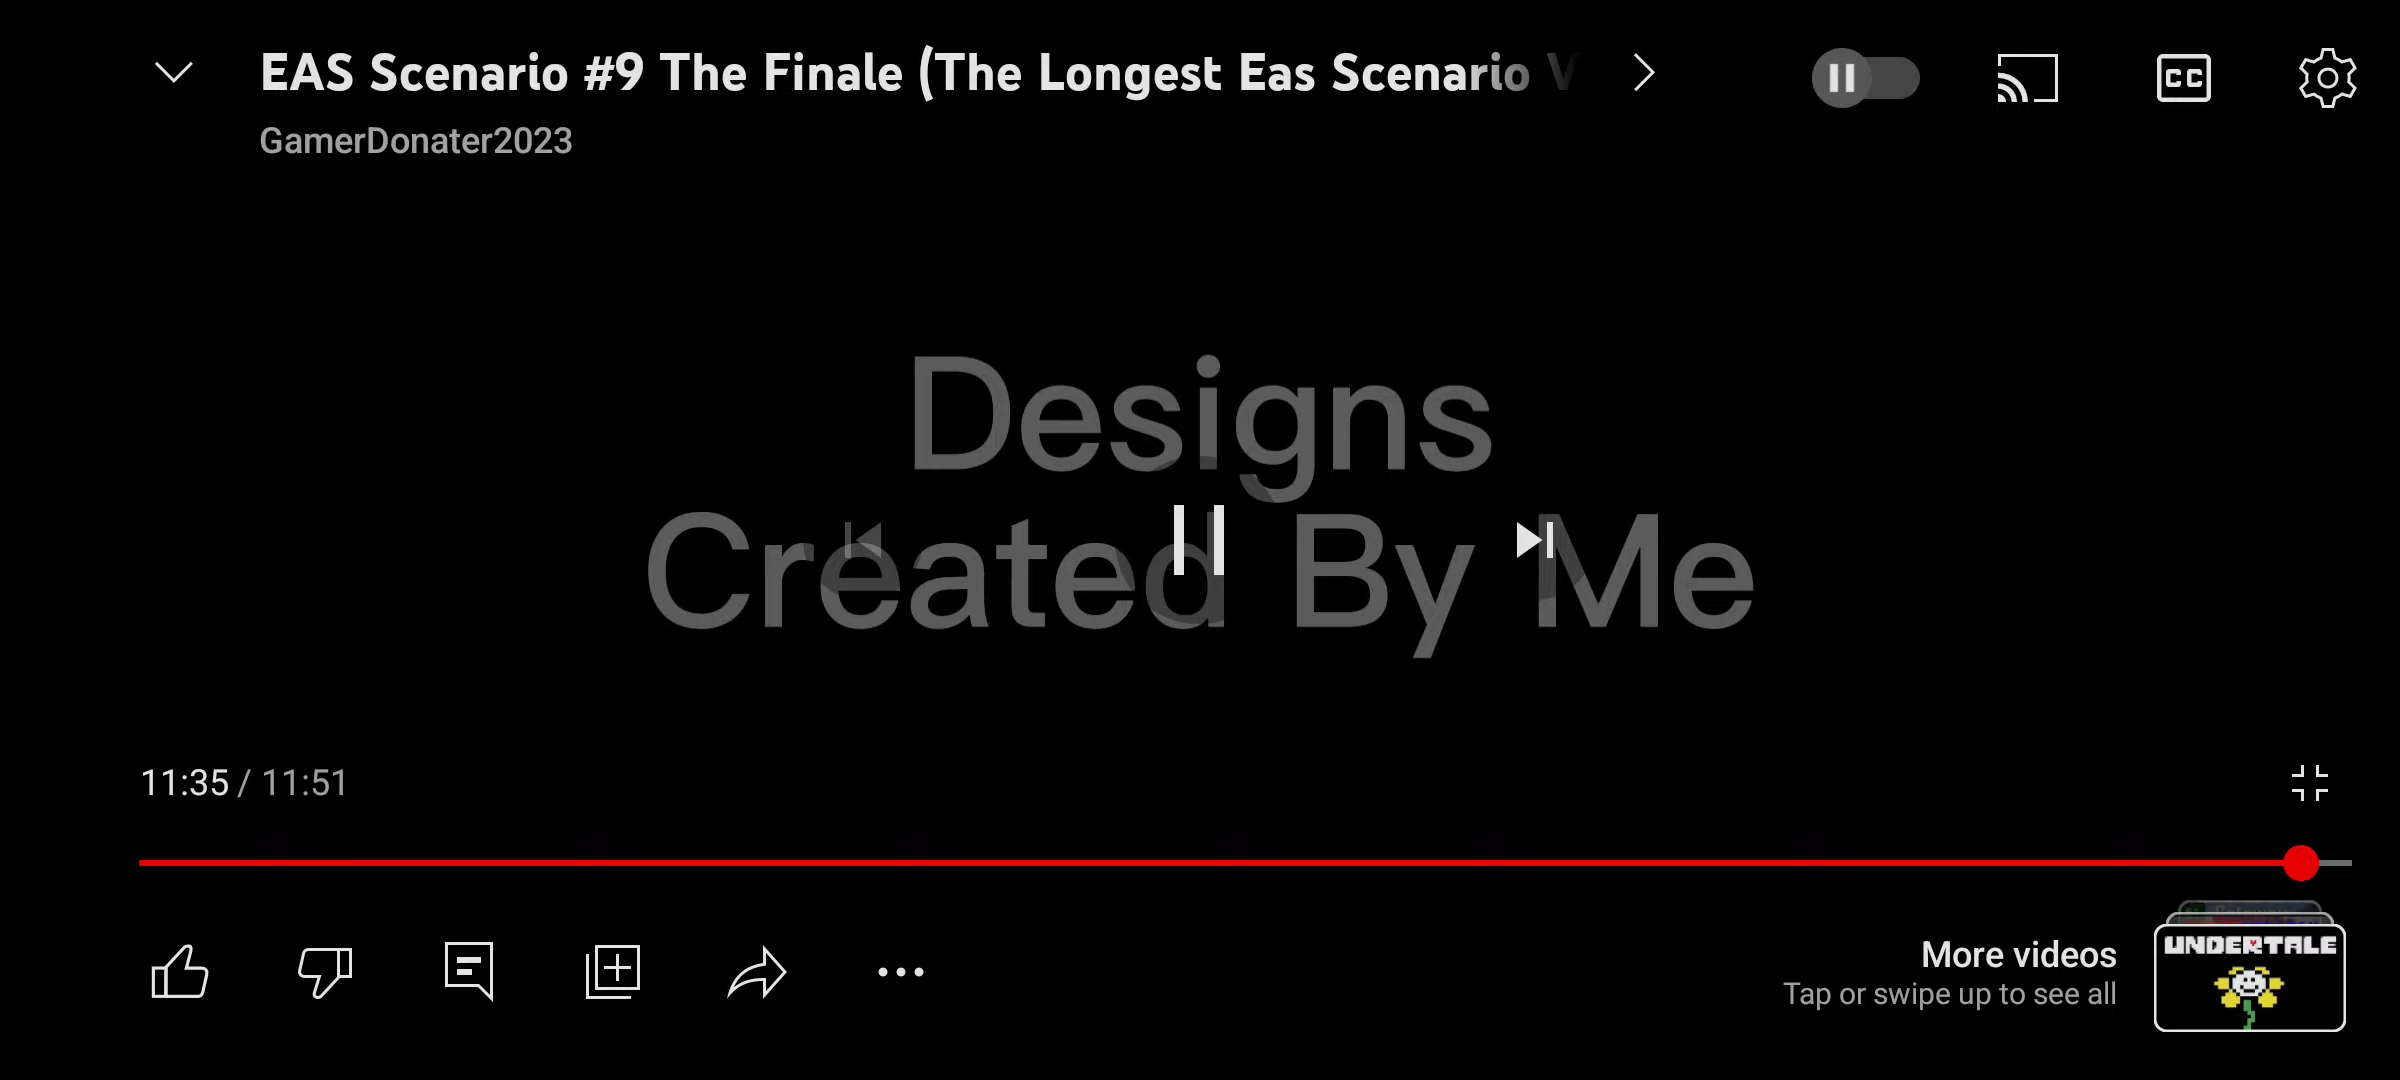 EAS Scenario #9 The Finale (The Longest Eas Scenario
GamerDonater2023
CC
Designs
Created By Me
11:35 / 11:51
More videos
Tap or swipe up to see all
UNDERTALE